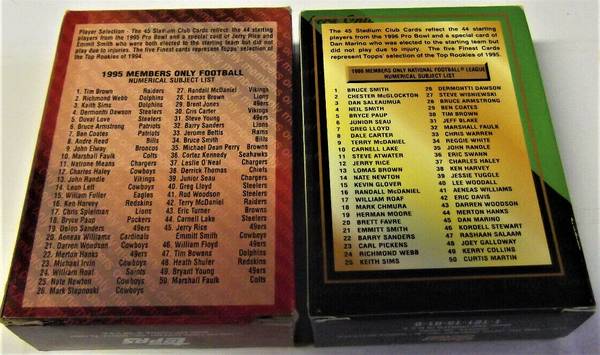 Player Selection - The 45 Stadium Club Cards reflect the 44 starting
players from the 1995 Pro Bowl and a special card of Jerry Rice and
Emmitt Smith who were both elected to the starting team but did not
play due to injuries. The five Finest Cards represent Topps' selection of
the Top Rookies of 1994.
1995 MEMBERS ONLY FOOTBALL
NUMERICAL SUBJECT LIST
1 Tim Brown Raiders
2 Richmond Webb Dolphins
3 Keith Sims Dolphins
4 Dermontti Dawson Steelers
5 Duval Love Steelers
6 Bruce Armstrong Patriots
7 Ben Coates Patriots
8 Andre Reed Bills
9 John Elway Broncos
10 Marshall Faulk Colts
11 Natrone Means Chargers
12 Charles Haley Cowboys
13 John Randle Vikings
14 Leon Lett Cowboys
15 William Fuller Eagles
16 Ken Harvey Redskins
17 Chris Spielman Lions
18 Bryce Paup Packers
19 Deion Sanders 49ers
20 Aeneas Williams Cardinals
21 Darren Woodson Cowboys
22 Merton Hanks 49ers
23 Michael Irvin Cowboys
24 William Roaf Saints
25 Nate Newton Cowboys
26 Mark Stepnoski Cowboys
27 Randall McDaniel Vikings
28 Lomas Brown Lions
29 Brent Jones 49ers
30 Cris Carter Vikings
31 Steve Young 49ers
32 Barry Sanders Lions
33 Jerome Bettis Rams
34 Bruce Smith Bills
35 Michael Dean Perry Browns
36 Cortez Kennedy Seahawks
37 Leslie O'Neal Chargers
38 Derrick Thomas Chiefs
39 Junior Seau Chargers
40 Greg Lloyd Steelers
41 Rod Woodson Steelers
42 Terry McDaniel Raiders
43 Eric Turner Browns
44 Carnell Lake Steelers
45 Jerry Rice 49ers
Emmitt Smith Cowboys
46 William Floyd 49ers
47 Tim Bowens Dolphins
48 Heath Shuler Redskins
49 Bryant Young 49ers
50 Marshall Faulk Colts
TOPPS
The 45 Stadium Club Cards reflect the 44 starting
players from the 1996 Pro Bowl and a special card
of Dan Marino who was elected to the starting team
but who did not play due to injury. The five Finest
Cards represent Topps' selection of the Top Rookies of 1995.
1996 MEMBERS ONLY NATIONAL FOOTBALL LEAGUE
NUMERICAL SUBJECT LIST
1 BRUCE SMITH
2 CHESTER McGLOCKTON
3 DAN SALEAUMUA
4 NEIL SMITH
5 BRYCE PAUP
6 JUNIOR SEAU
7 GREG LLOYD
8 DALE CARTER
9 TERRY McDANIEL
10 CARNELL LAKE
11 STEVE ATWATER
12 JERRY RICE
13 LOMAS BROWN
14 NATE NEWTON
15 KEVIN GLOVER
16 RANDALL McDANIEL
17 WILLIAM ROAF
18 MARK CHMURA
19 HERMAN MOORE
20 BRETT FAVRE
21 EMMITT SMITH
22 BARRY SANDERS
23 CARL PICKENS
24 RICHMOND WEBB
25 KEITH SIMS
26 DERMONTTI DAWSON
27 STEVE WISNIEWSKI
28 BRUCE ARMSTRONG
29 BEN COATES
30 TIM BROWN
31 JEFF BLAKE
32 MARSHALL FAULK
33 CHRIS WARREN
34 REGGIE WHITE
35 JOHN RANDLE
36 ERIC SWANN
37 CHARLES HALEY
38 KEN HARVEY
39 JESSIE TUGGLE
40 LEE WOODALL
41 AENEAS WILLIAMS
42 ERIC DAVIS
43 DARREN WOODSON
44 MERTON HANKS
45 DAN MARINO
46 KORDELL STEWART
47 RASHAAN SALAAM
48 JOEY GALLOWAY
49 KERRY COLLINS
50 CURTIS MARTIN